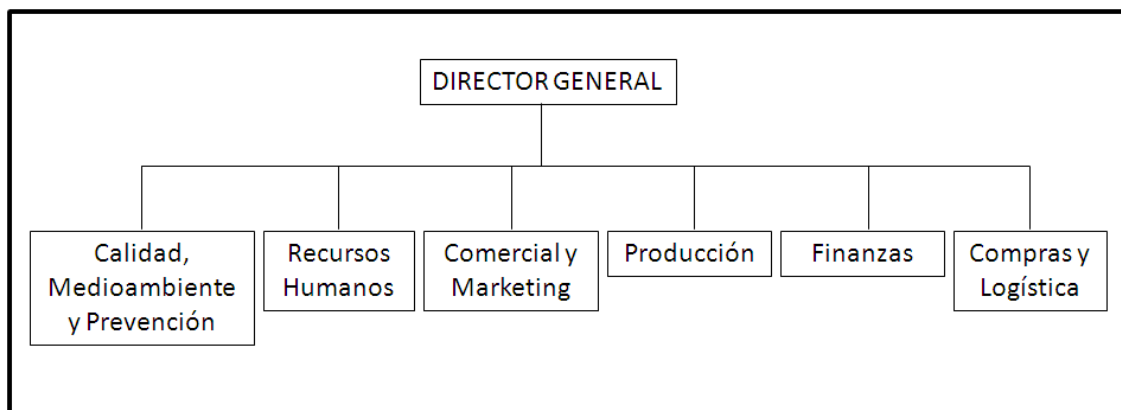 DIRECTOR GENERAL
Calidad,
Medioambiente
y Prevención
Recursos
Humanos
Comercial y
Marketing
Producción
Finanzas
Compras y
Logística